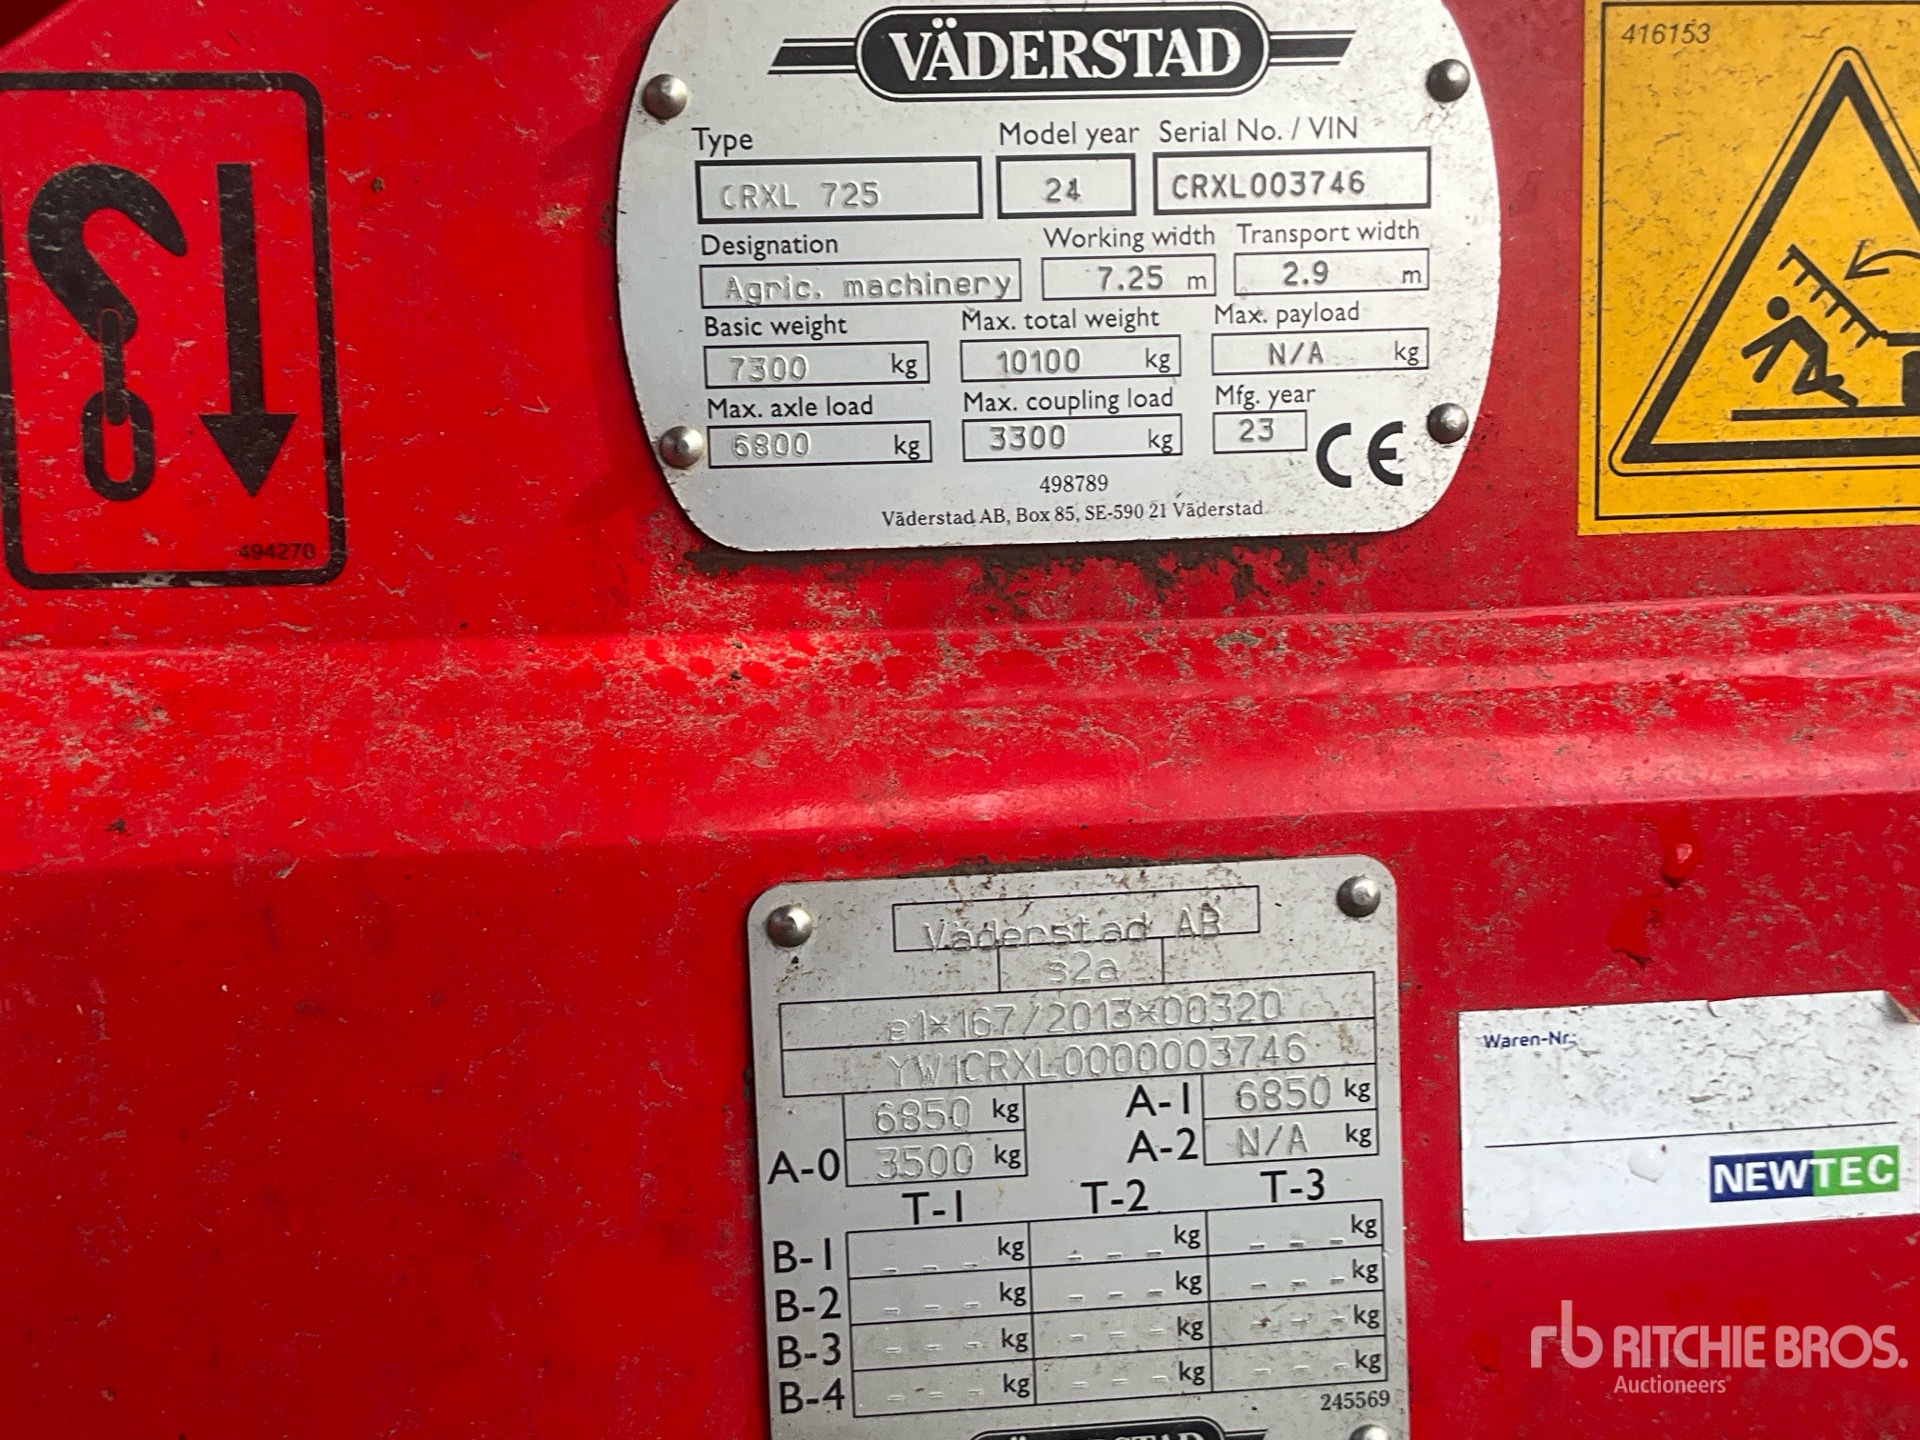 VÄDERSTAD
Type Model year Serial No. / VIN
CRXL 725 24 CRXL003746
Designation Working width Transport width
Agric. machinery 7.25 m 2.9 m
Basic weight Max. total weight Max. payload
7300 kg 10100 kg N/A kg
Max. axle load Max. coupling load Mfg. year
6800 kg 3300 kg 23 CE
498789
Väderstad AB, Box 85, SE-590 21 Väderstad
494270
416153
Väderstad AB
s2a
e1*167/2013*00320
YW1CRXL0000003746
6850 kg A-1 6850 kg
A-0 3500 kg A-2 N/A kg
T-1 T-2 T-3
B-1 - - - kg - - - kg - - - kg
B-2 - - - kg - - - kg - - - kg
B-3 - - - kg - - - kg - - - kg
B-4 - - - kg - - - kg - - - kg
245569
VÄDERSTAD
Waren-Nr.:
NEWTEC
rb RITCHIE BROS.
Auctioneers